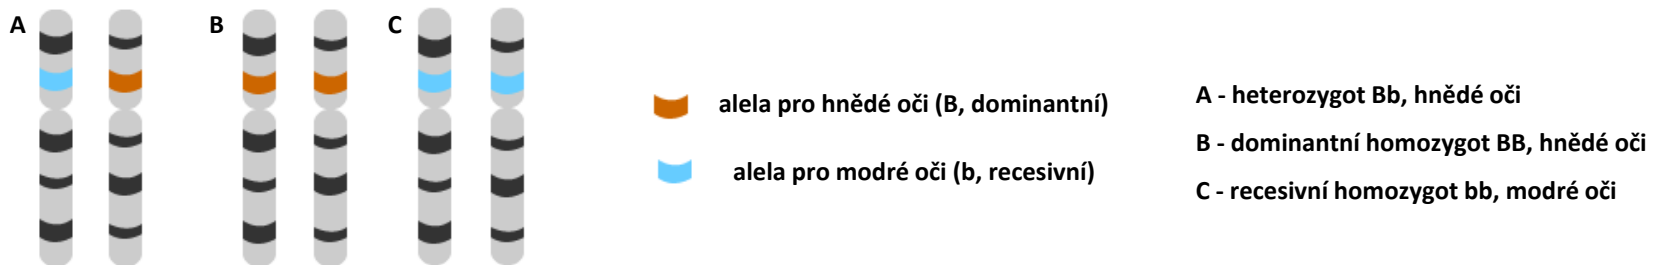 A
B
C
alela pro hnědé oči (B, dominantní)
alela pro modré oči (b, recesivní)
A - heterozygot Bb, hnědé oči
B - dominantní homozygot BB, hnědé oči
C - recesivní homozygot bb, modré oči